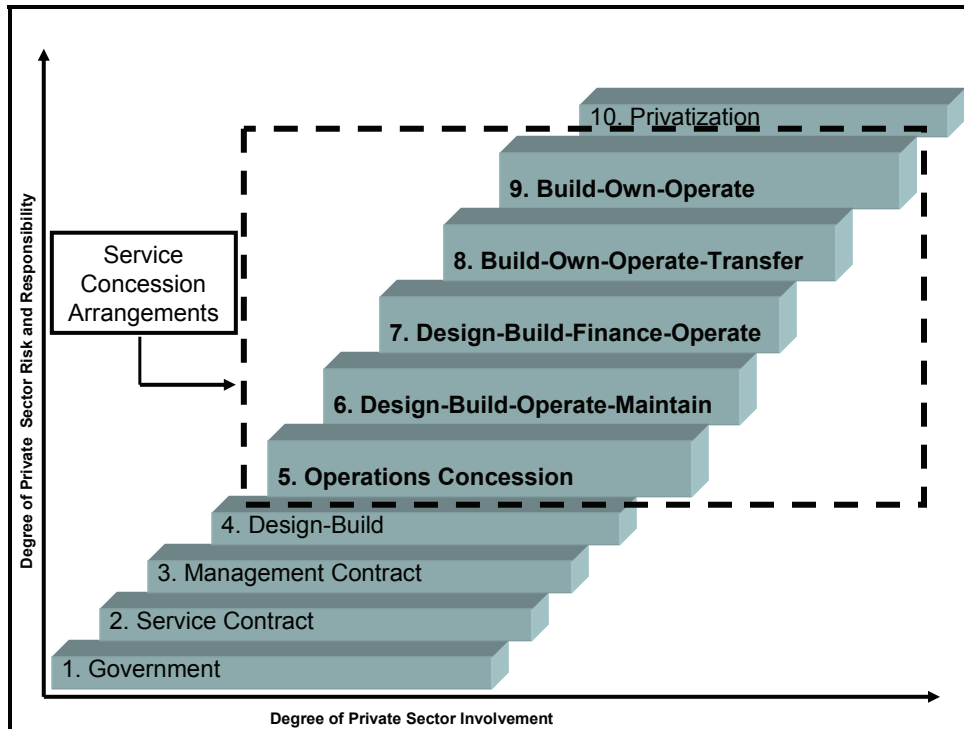 10. Privatization
9. Build-Own-Operate
8. Build-Own-Operate-Transfer
7. Design-Build-Finance-Operate
6. Design-Build-Operate-Maintain
5. Operations Concession
4. Design-Build
3. Management Contract
2. Service Contract
1. Government
Service
Concession
Arrangements
Degree of Private Sector Risk and Responsibility
Degree of Private Sector Involvement